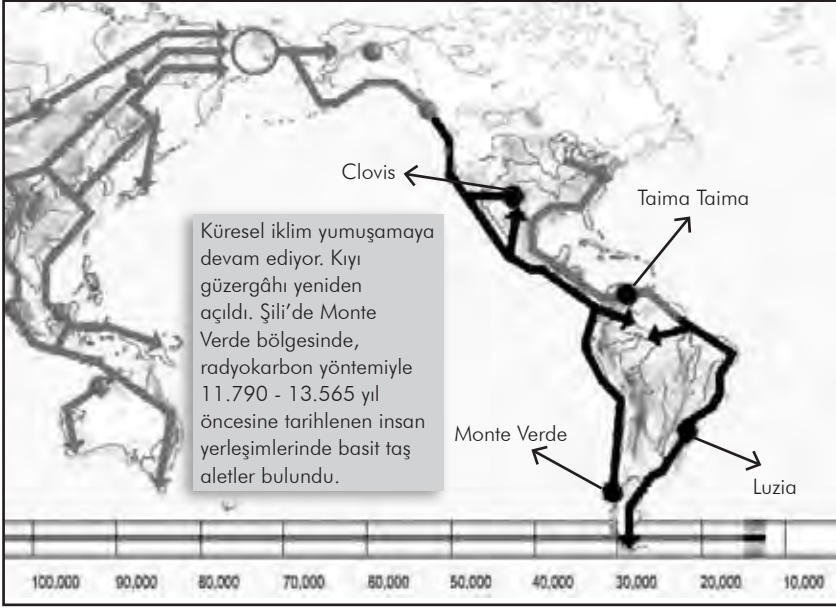 Clovis
Taima Taima
Küresel iklim yumuşamaya
devam ediyor. Kıyı
güzergâhı yeniden
açıldı. Şili’de Monte
Verde bölgesinde,
radyokarbon yöntemiyle
11.790 - 13.565 yıl
öncesine tarihlenen insan
yerleşimlerinde basit taş
aletler bulundu.
Monte Verde
Luzia
100,000 90,000 80,000 70,000 60,000 50,000 40,000 30,000 20,000 10,000